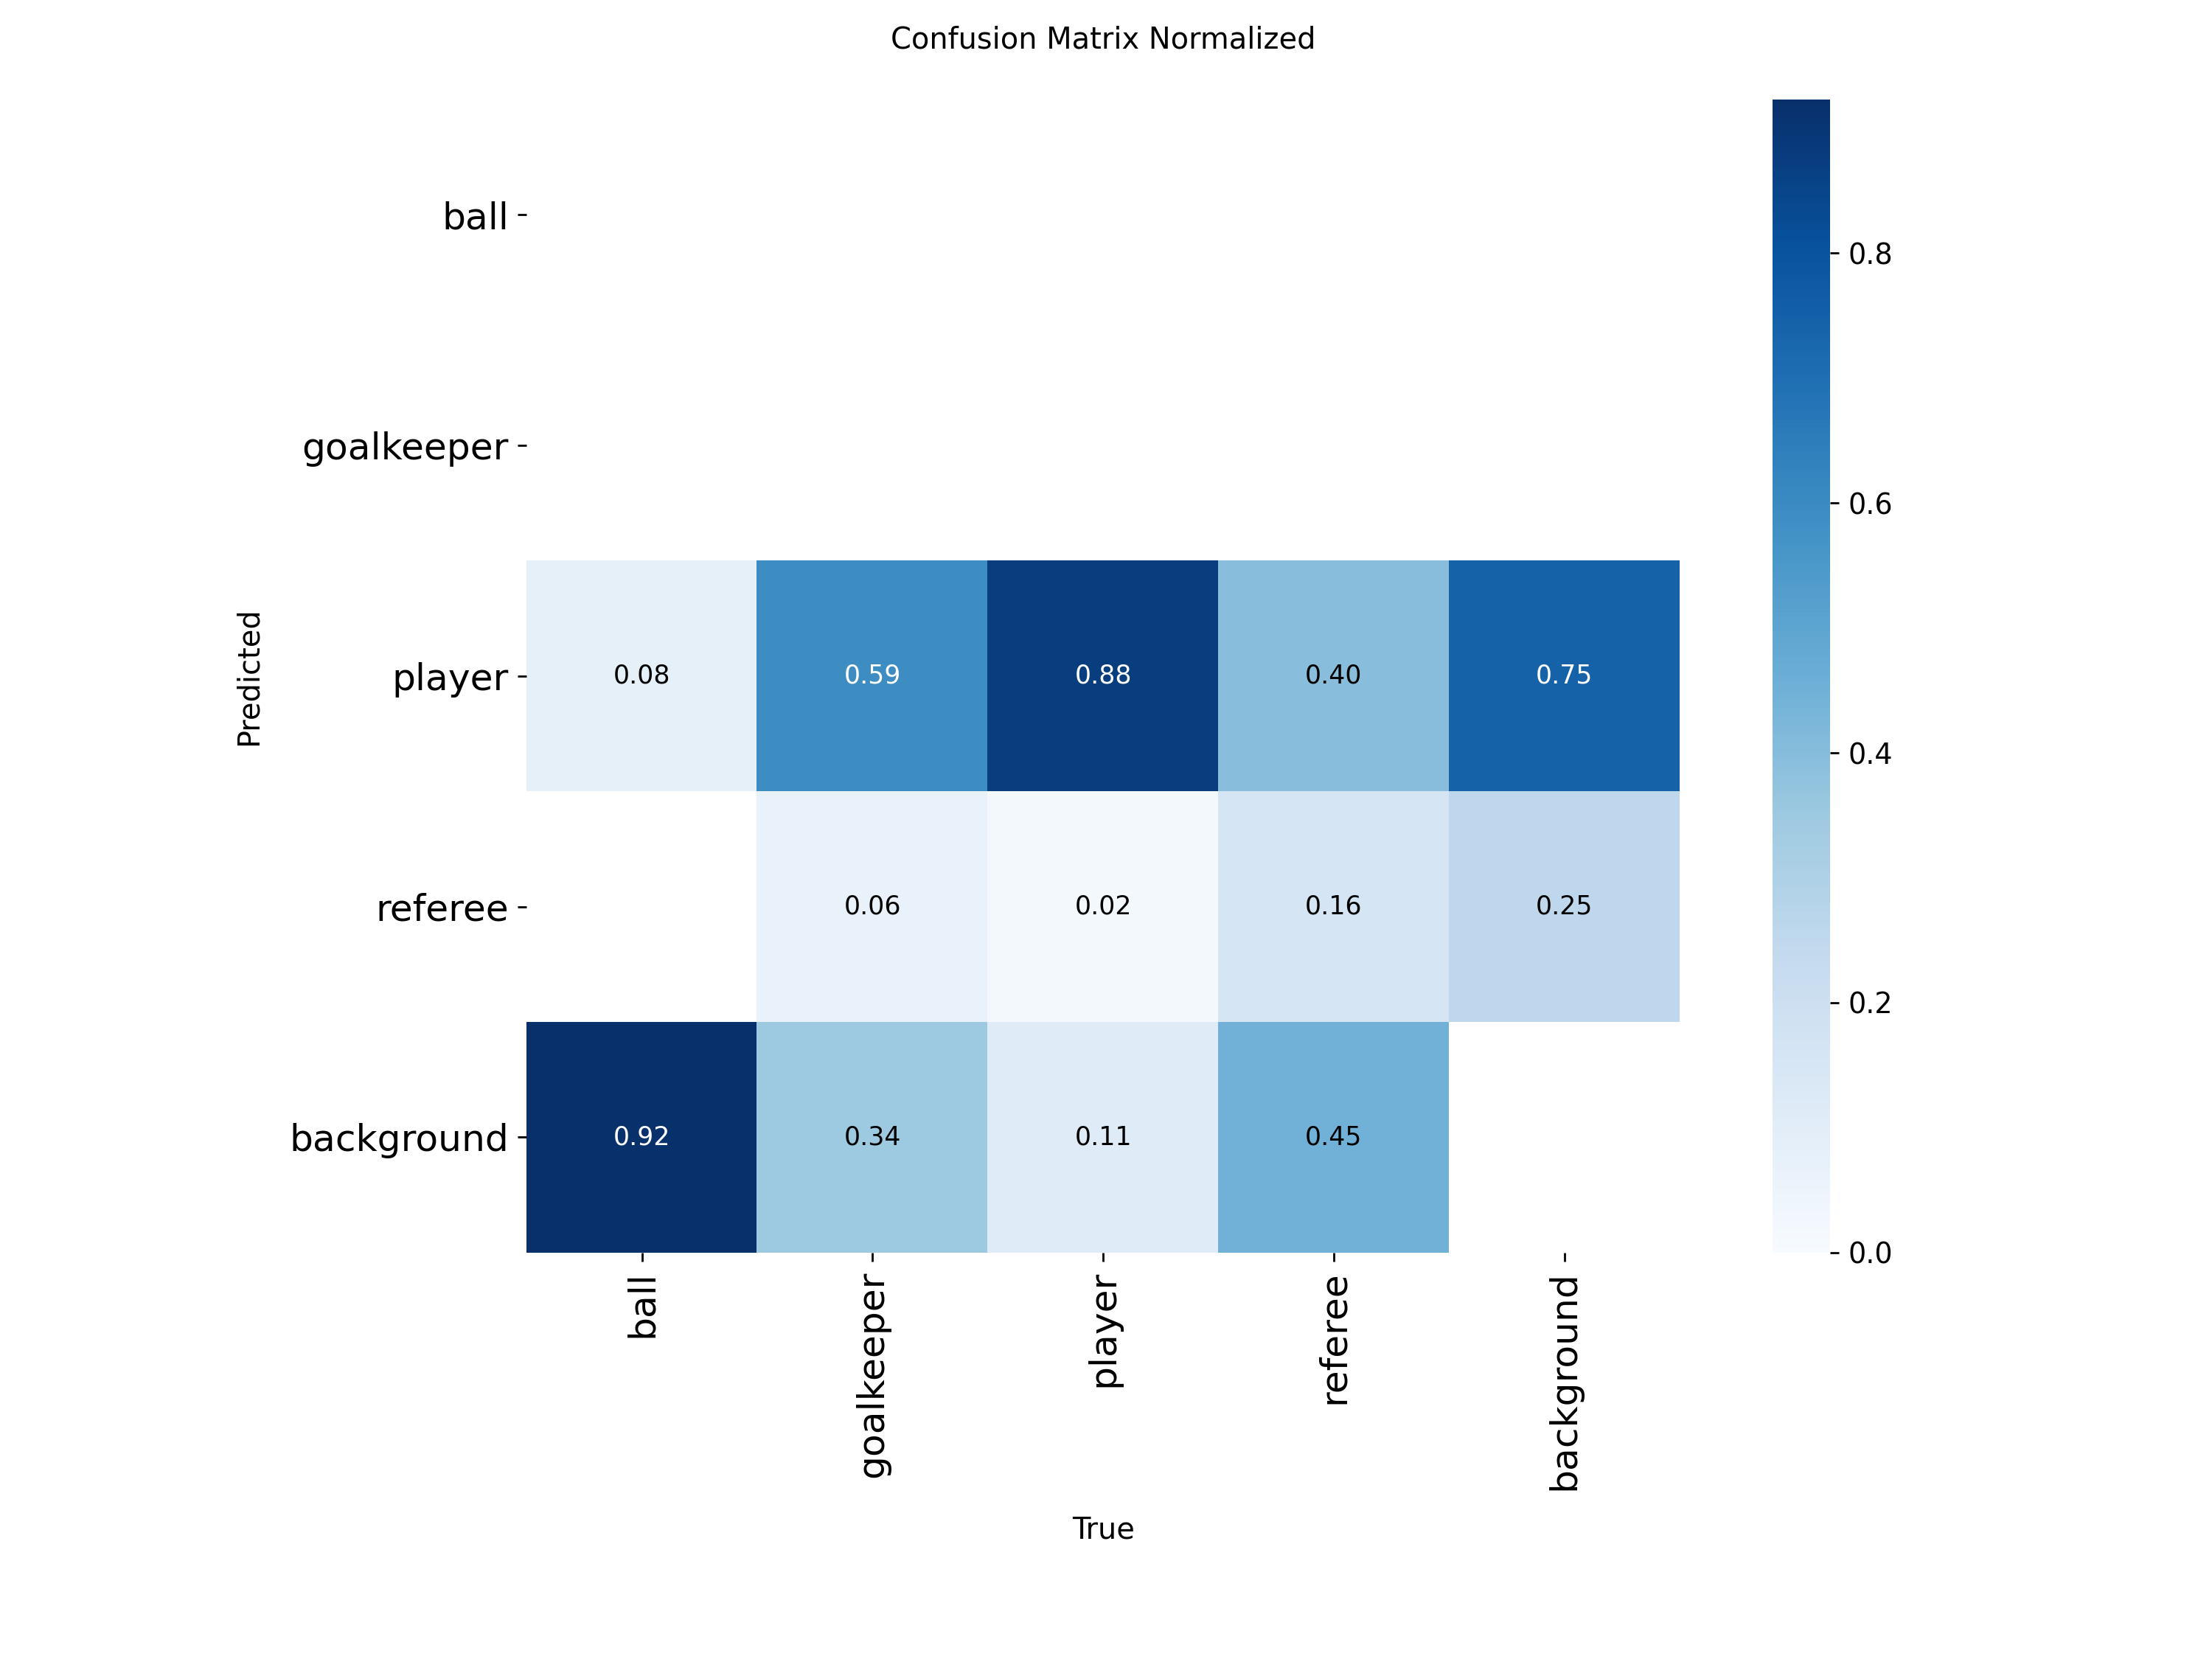 Confusion Matrix Normalized
ball
goalkeeper
player
referee
background
Predicted
0.08 0.59 0.88 0.40 0.75
0.06 0.02 0.16 0.25
0.92 0.34 0.11 0.45
ball
goalkeeper
player
referee
background
True
0.8
0.6
0.4
0.2
0.0